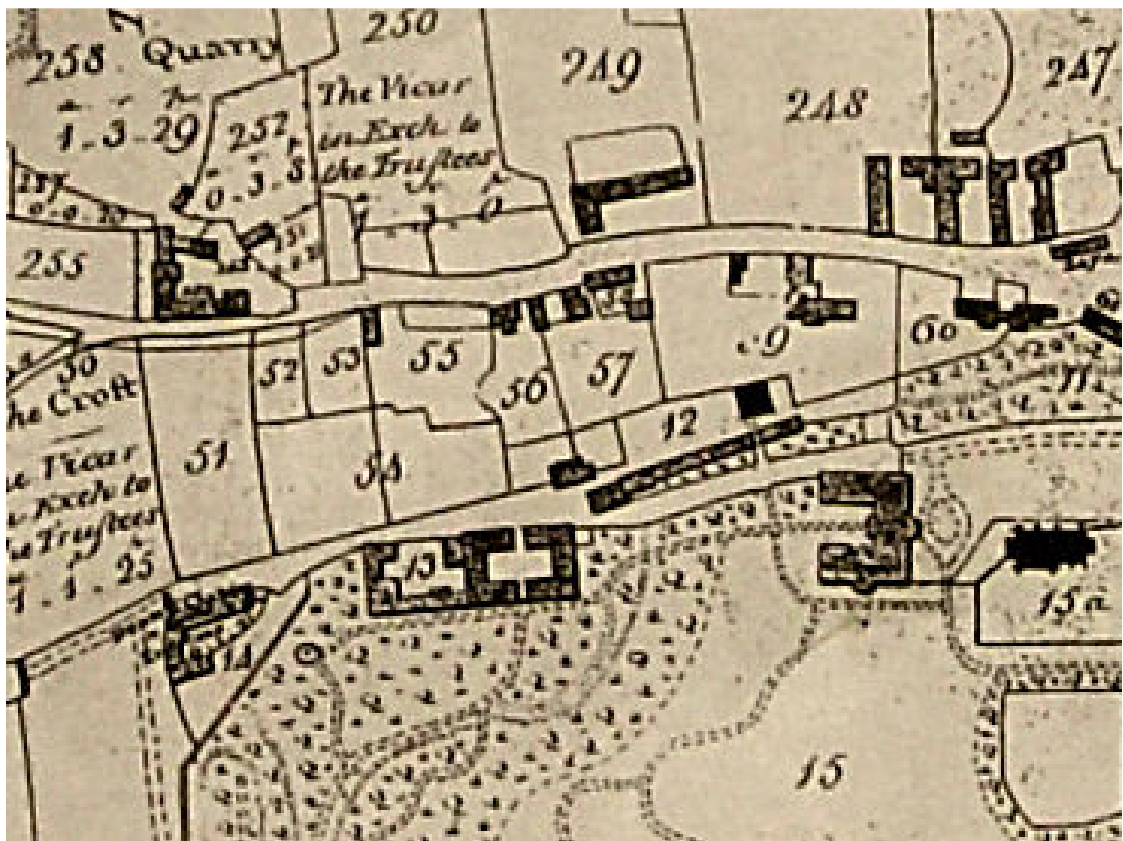 258
Quarry
1-3-29
252
0-3-8
250
The Vicar
in Exch to
the Trustees
249
248
247
255
50
The Croft
The Vicar
in Exch to
the Trustees
1-1-25
51
52
53
54
55
56
57
60
12
11
13
14
15
15a